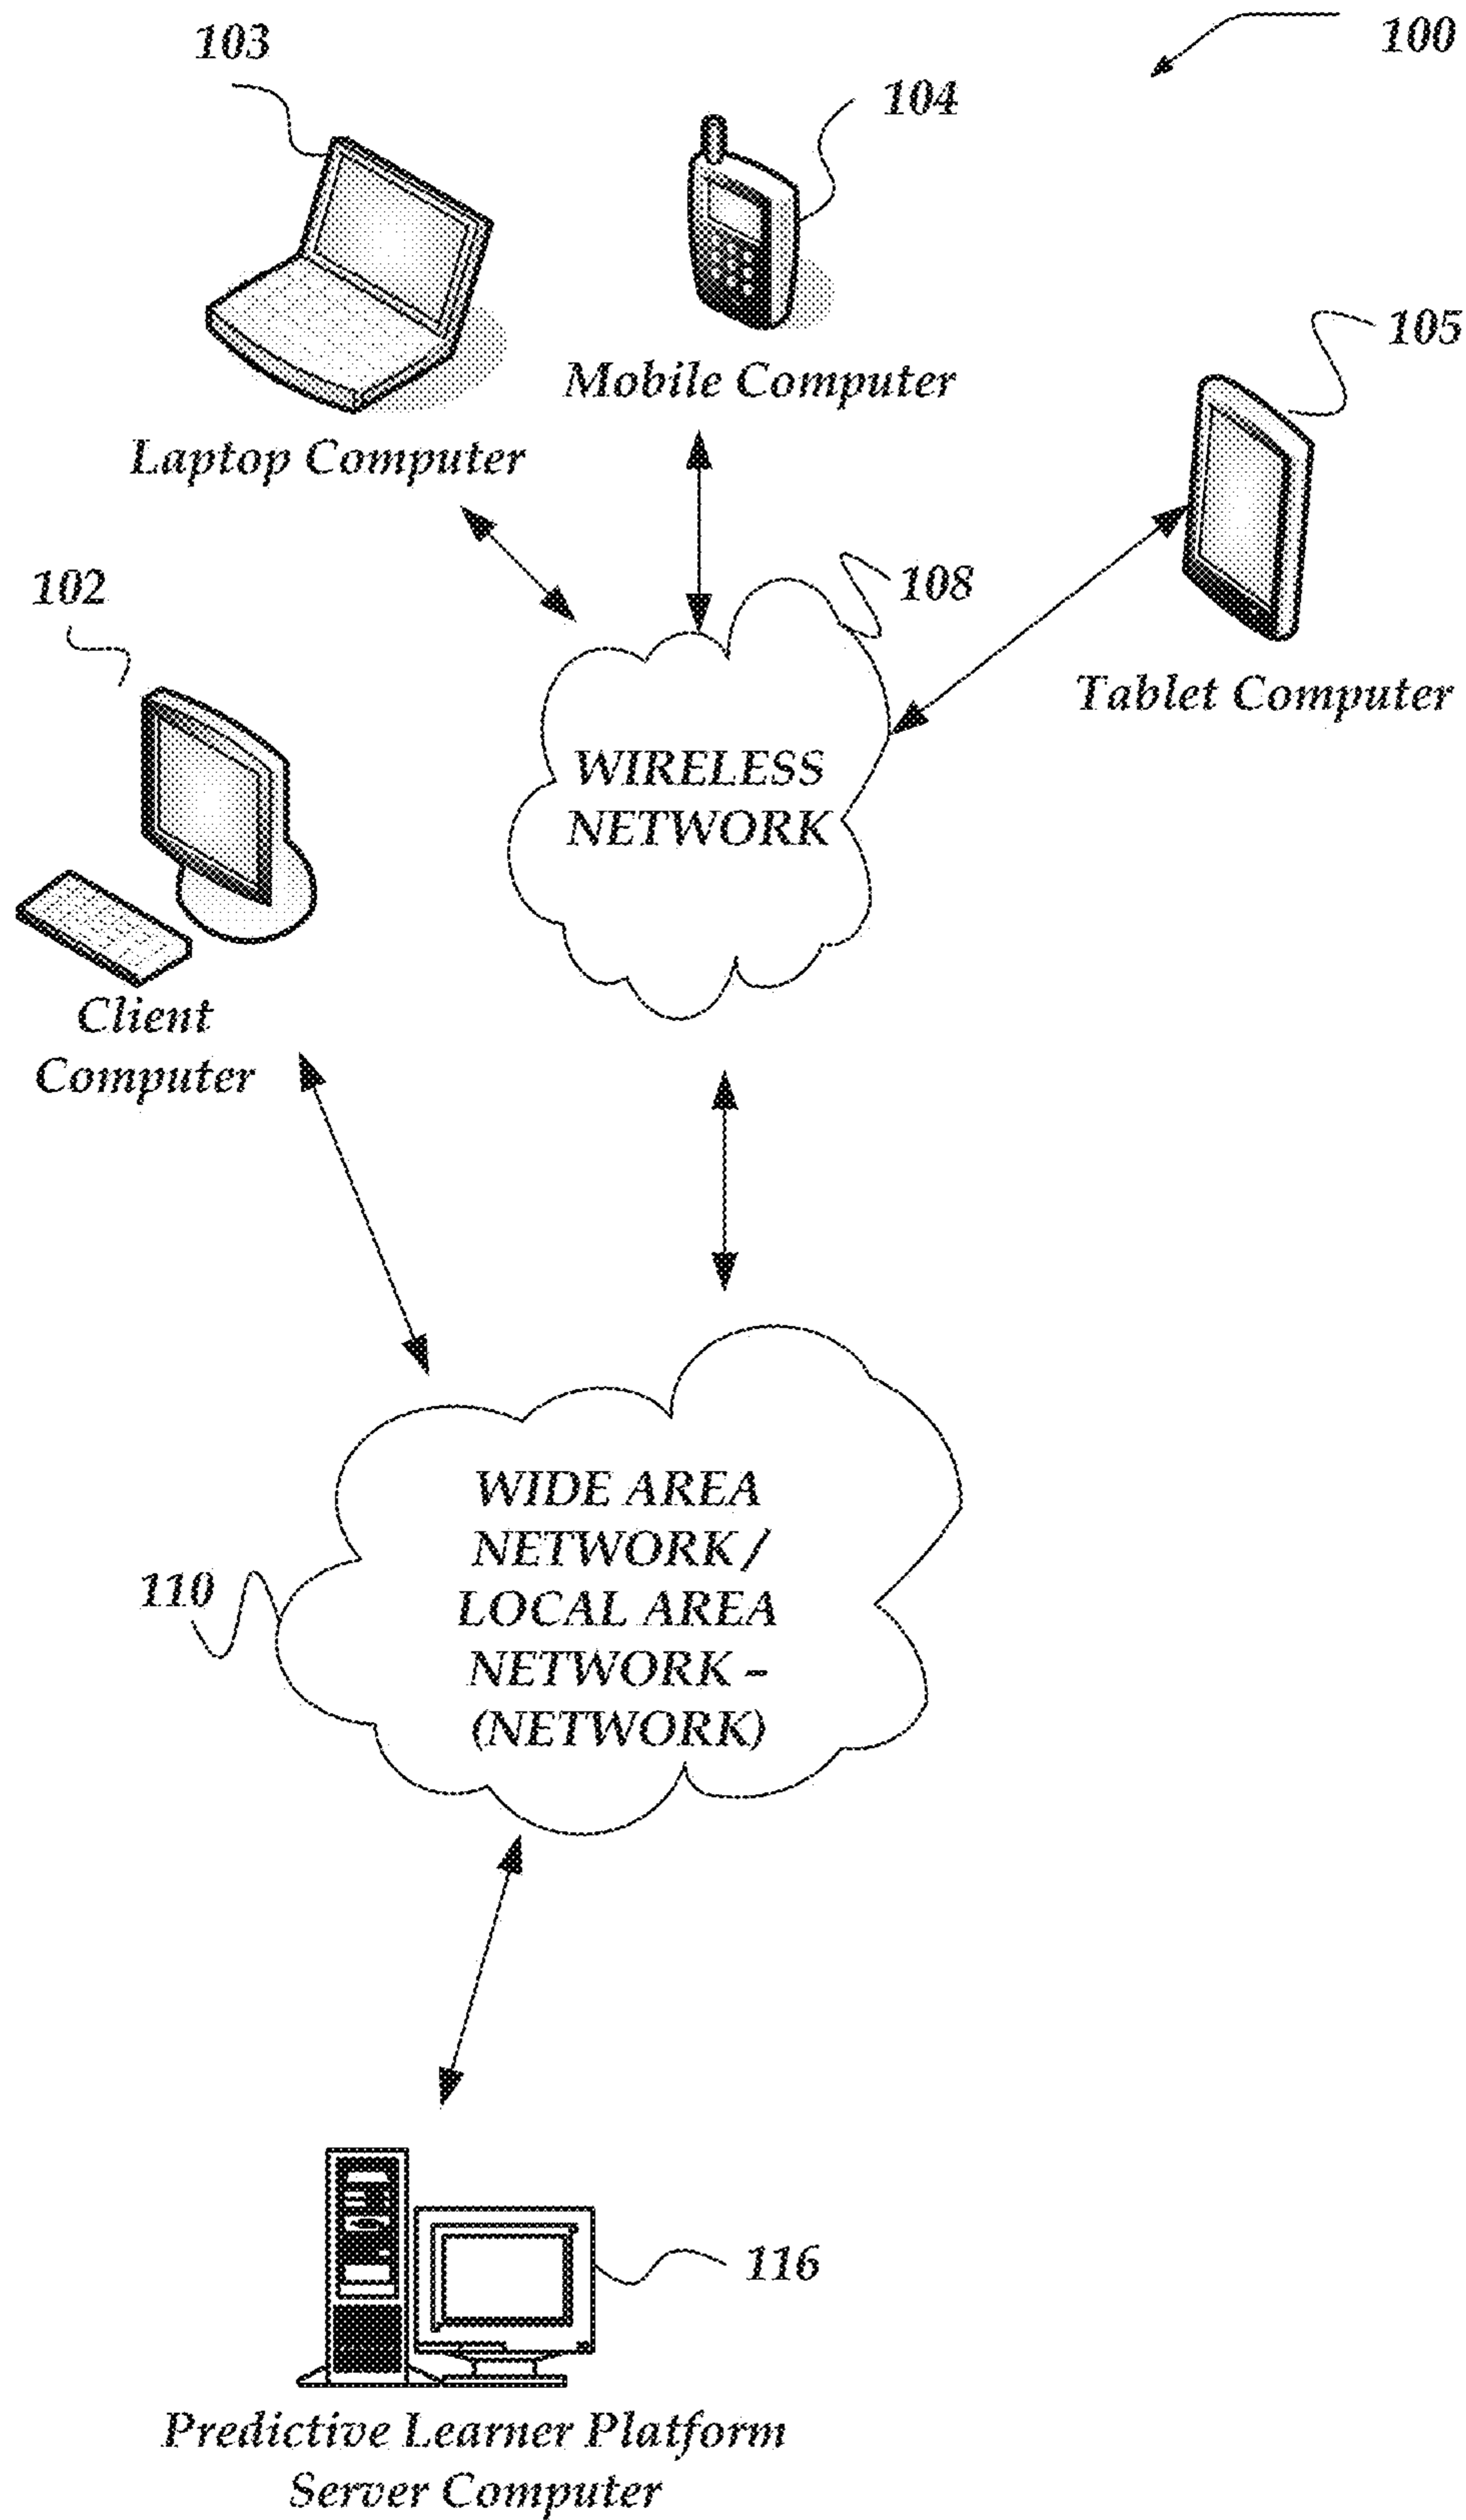 103
100
104
105
Mobile Computer
Laptop Computer
102
108
Tablet Computer
WIRELESS
NETWORK
Client
Computer
WIDE AREA
NETWORK /
LOCAL AREA
NETWORK –
(NETWORK)
110
116
Predictive Learner Platform
Server Computer